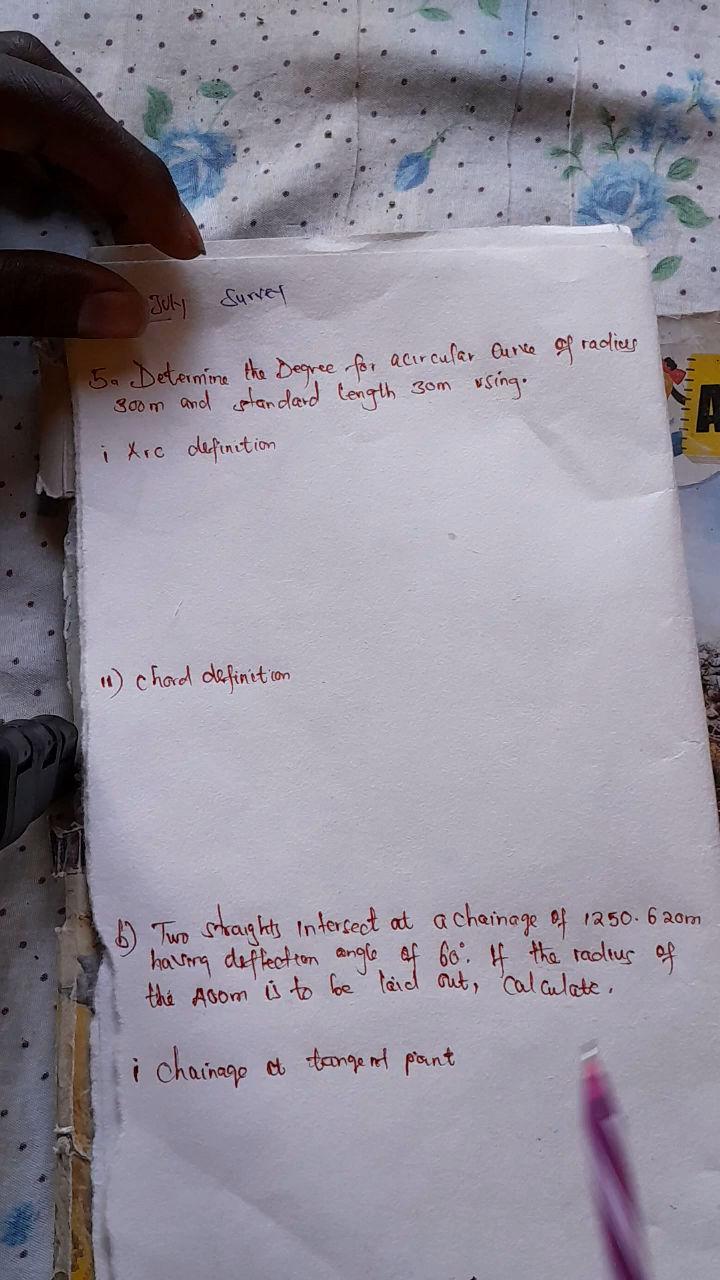 July Survey
5a Determine the Degree for a circular Curve of radius
300m and standard length 30m using.
i Arc definition
ii) chord definition
b) Two straights Intersect at a chainage of 1250.620m
having deflection angle of 60°. If the radius of
the 400m is to be laid out, Calculate.
i Chainage at tangent point
A